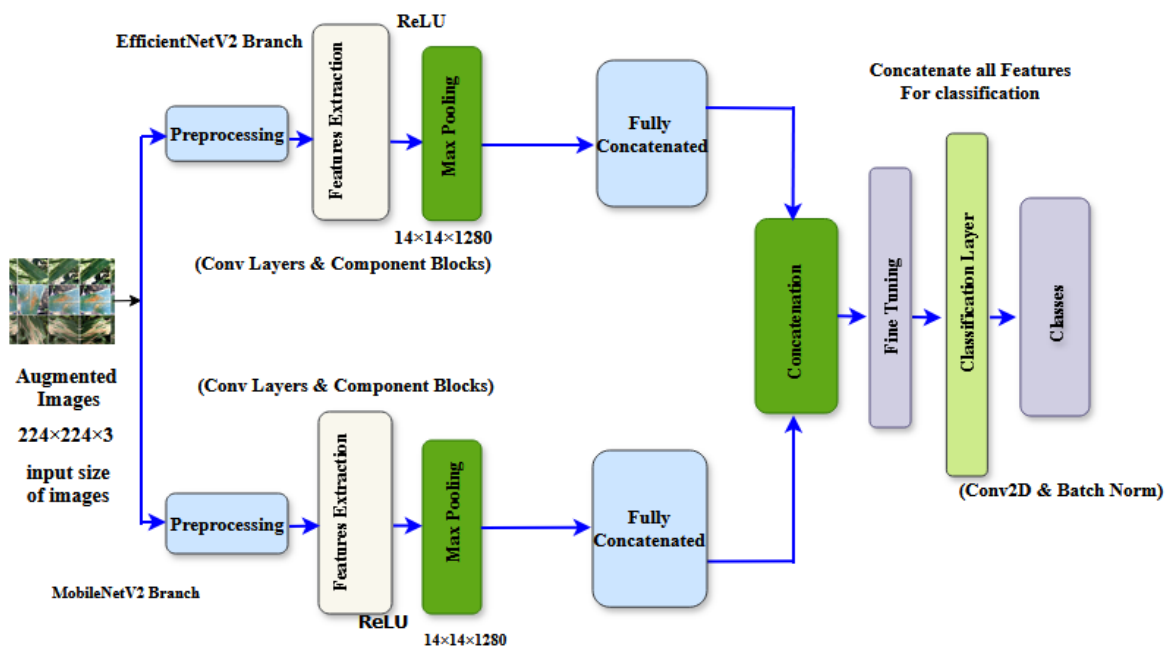 EfficientNetV2 Branch
ReLU
Preprocessing
Features Extraction
Max Pooling
14×14×1280
(Conv Layers & Component Blocks)
Fully
Concatenated
Concatenate all Features
For classification
Augmented
Images
224×224×3
input size
of images
Concatenation
Fine Tuning
Classification Layer
Classes
(Conv2D & Batch Norm)
(Conv Layers & Component Blocks)
Preprocessing
Features Extraction
Max Pooling
Fully
Concatenated
MobileNetV2 Branch
ReLU
14×14×1280